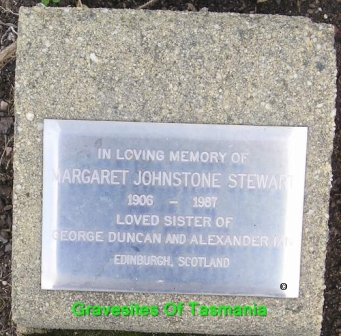 IN LOVING MEMORY OF
MARGARET JOHNSTONE STEWART
1906 - 1987
LOVED SISTER OF
GEORGE DUNCAN AND ALEXANDER IAN
EDINBURGH, SCOTLAND
Gravesites Of Tasmania